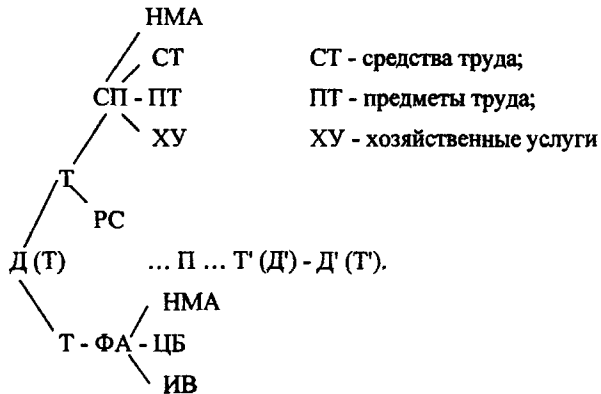 НМА
СТ СТ - средства труда;
СП - ПТ ПТ - предметы труда;
ХУ ХУ - хозяйственные услуги
Т
РС
Д (Т) ... П ... Т' (Д') - Д' (Т').
НМА
Т - ФА - ЦБ
ИВ